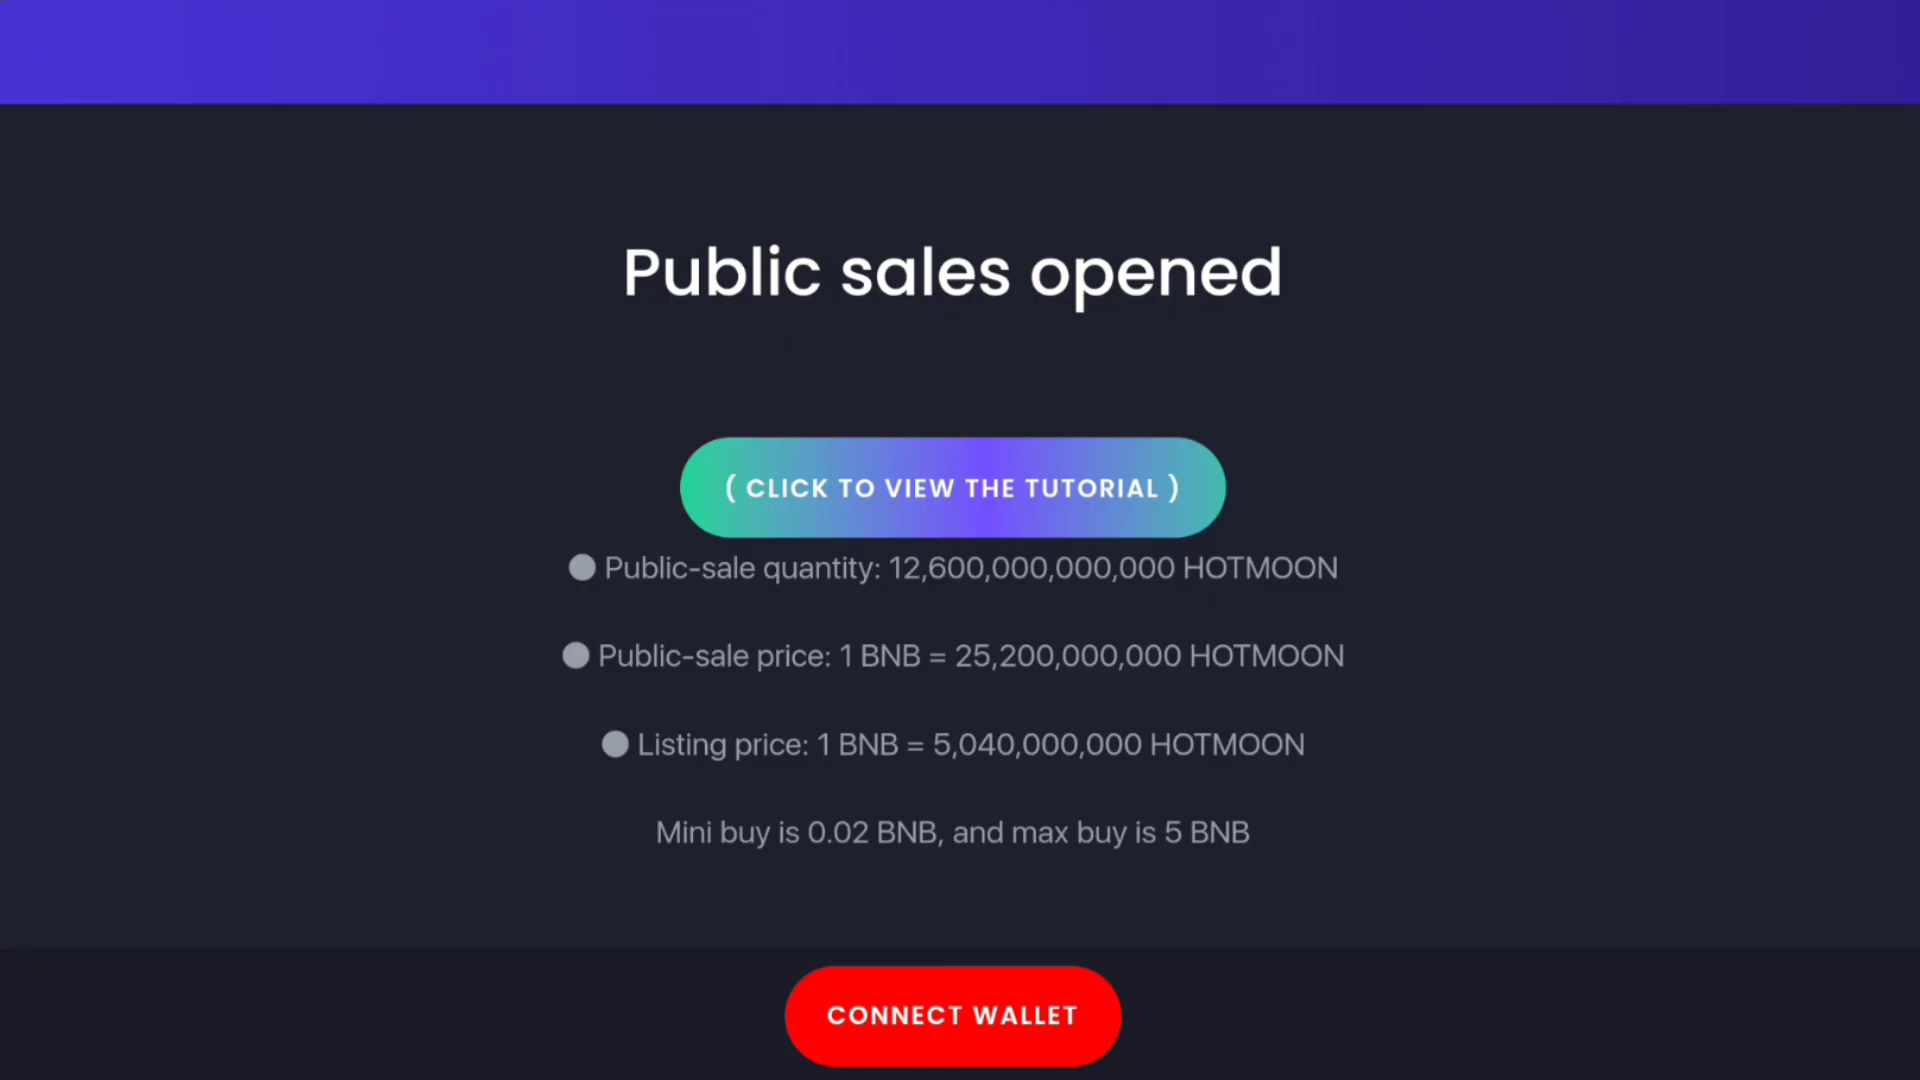 Public sales opened
( CLICK TO VIEW THE TUTORIAL )
Public-sale quantity: 12,600,000,000,000 HOTMOON
Public-sale price: 1 BNB = 25,200,000,000 HOTMOON
Listing price: 1 BNB = 5,040,000,000 HOTMOON
Mini buy is 0.02 BNB, and max buy is 5 BNB
CONNECT WALLET